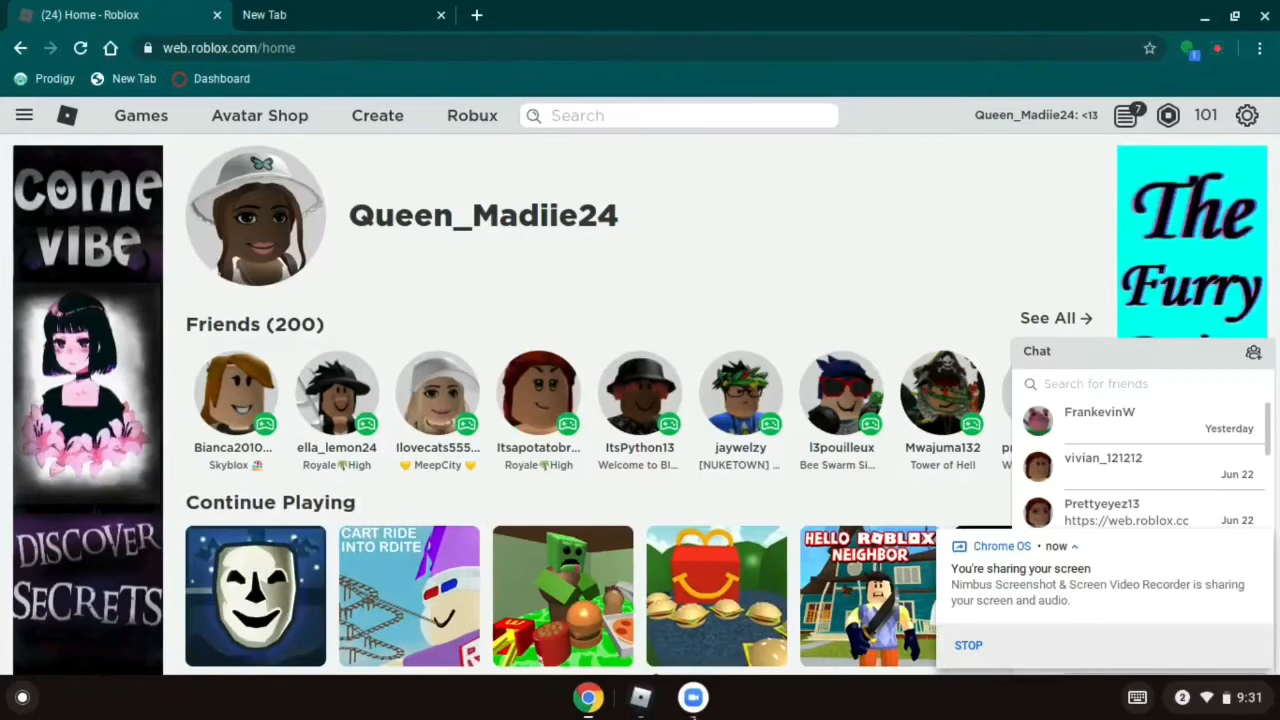 (24) Home - Roblox
New Tab
web.roblox.com/home
1
Prodigy
New Tab
Dashboard
Games
Avatar Shop
Create
Robux
Search
Queen_Madiie24: <13
7
101
COME
VIBE
DISCOVER
SECRETS
Queen_Madiie24
The
Furry
Friends (200)
See All
Bianca2010...
ella_lemon24
Ilovecats555...
Itsapotatobr...
ItsPython13
jaywelzy
l3pouilleux
Mwajuma132
Skyblox 🏖️
Royale🌴High
💛 MeepCity 💛
Royale🌴High
Welcome to Bl...
[NUKETOWN] ...
Bee Swarm Si...
Tower of Hell
Continue Playing
CART RIDE
INTO RDITE
HELLO ROBLOX
NEIGHBOR
Chat
Search for friends
FrankevinW
Yesterday
vivian_121212
Jun 22
Prettyeyez13
https://web.roblox.cc
Jun 22
Chrome OS • now
You're sharing your screen
Nimbus Screenshot & Screen Video Recorder is sharing
your screen and audio.
STOP
2
9:31